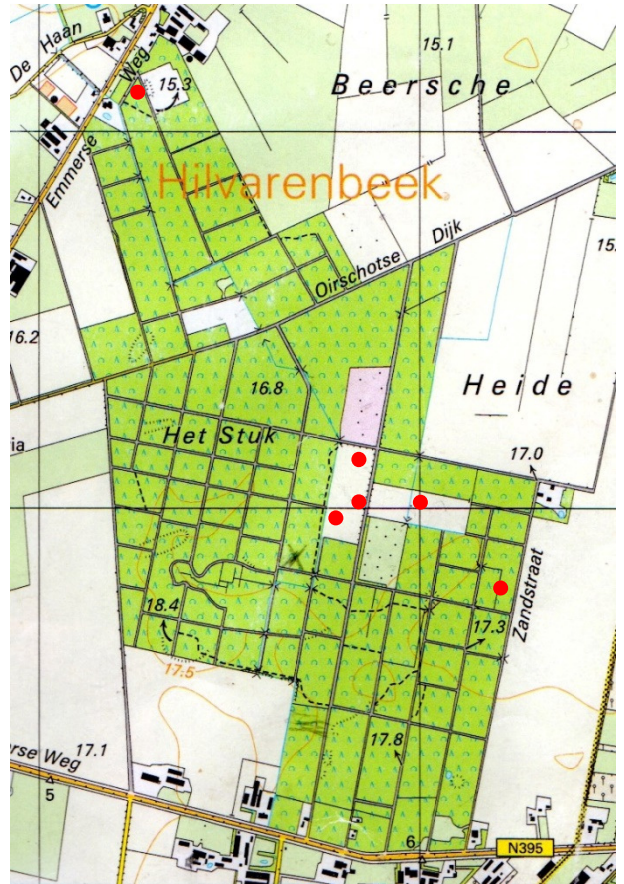 De Haan
Weg
15.3
15.1
Beersche
Emmerse
Hilvarenbeek
Oirschotse Dijk
15.
16.2
16.8
Heide
ia
Het Stuk
17.0
Zandstraat
18.4
17.3
17.5
17.1
rse Weg
17.8
5
6
N395